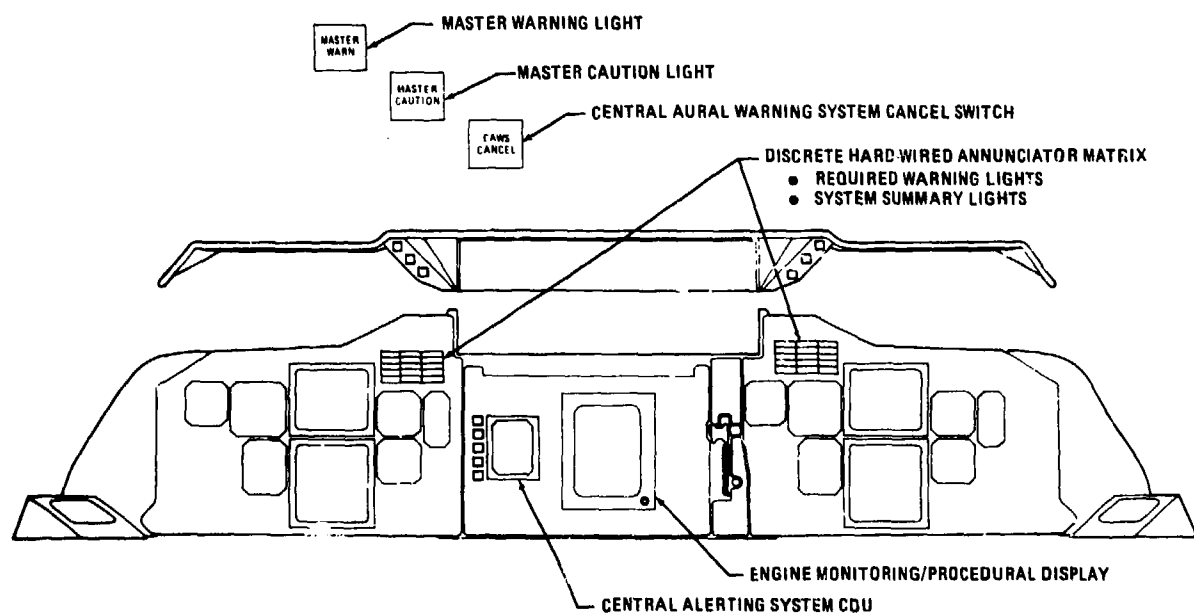 MASTER
WARN
MASTER WARNING LIGHT
MASTER
CAUTION
MASTER CAUTION LIGHT
CAWS
CANCEL
CENTRAL AURAL WARNING SYSTEM CANCEL SWITCH
DISCRETE HARD-WIRED ANNUNCIATOR MATRIX
● REQUIRED WARNING LIGHTS
● SYSTEM SUMMARY LIGHTS
ENGINE MONITORING/PROCEDURAL DISPLAY
CENTRAL ALERTING SYSTEM CDU